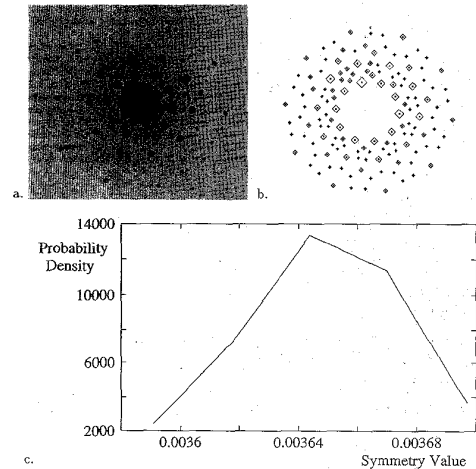 a.
b.
14000
Probability
Density
10000
6000
2000
0.0036
0.00364
0.00368
c.
Symmetry Value